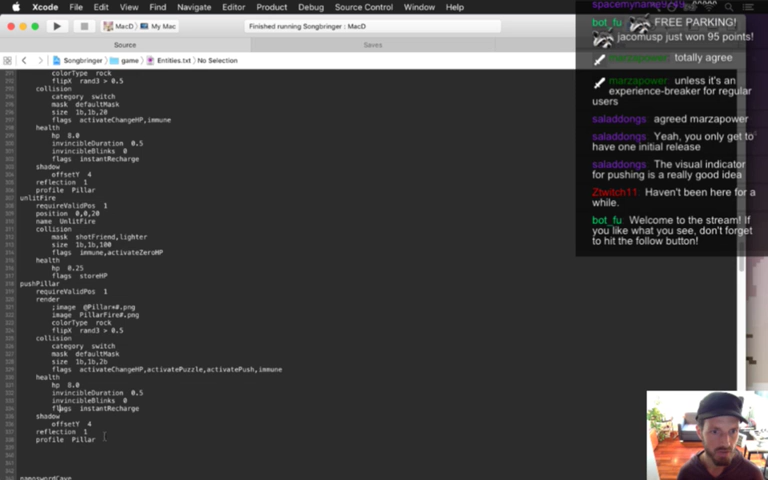 Xcode File Edit View Find Navigate Editor Product Debug Source Control Window Help
MacD My Mac
Finished running Songbringer : MacD
Source
Saves
Songbringer game Entities.txt No Selection
colorType rock
flipX rand3 > 0.5
collision
category switch
mask defaultMask
size 1b,1b,20
flags activateChangeHP,immune
health
hp 8.0
invincibleDuration 0.5
invincibleBlinks 0
flags instantRecharge
shadow
offsetY 4
reflection 1
profile Pillar
unlitFire
requireValidPos 1
position 0,0,20
name UnlitFire
collision
mask shotFriend,lighter
size 1b,1b,100
flags immune,activateZeroHP
health
hp 0.25
flags storeHP
pushPillar
requireValidPos 1
render
;image @Pillar*#.png
image PillarFire#.png
colorType rock
flipX rand3 > 0.5
collision
category switch
mask defaultMask
size 1b,1b,2b
flags activateChangeHP,activatePuzzle,activatePush,immune
health
hp 8.0
invincibleDuration 0.5
invincibleBlinks 0
flags instantRecharge
shadow
offsetY 4
reflection 1
profile Pillar
bot_fu FREE PARKING!
jacomusp just won 95 points!
marzapower: totally agree
marzapower: unless it's an
experience-breaker for regular
users
saladdongs: agreed marzapower
saladdongs: Yeah, you only get to
have one initial release
saladdongs: The visual indicator
for pushing is a really good idea
Ztwitch11: Haven't been here for a
while.
bot_fu: Welcome to the stream! If
you like what you see, don't forget
to hit the follow button!